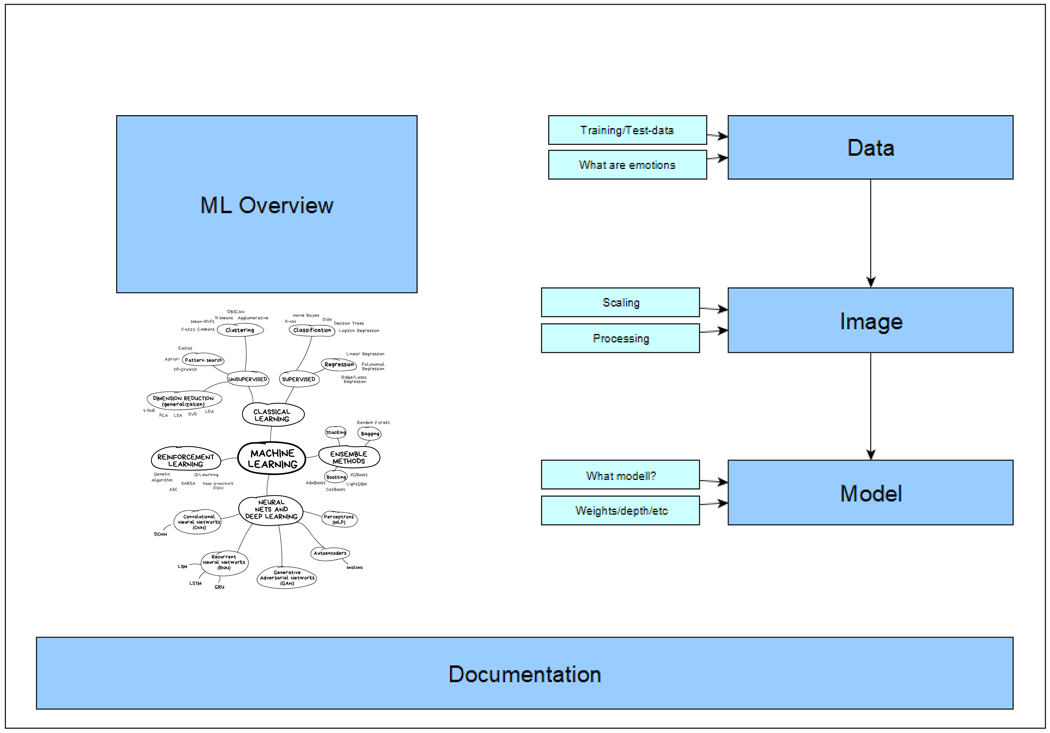 ML Overview
Training/Test-data
What are emotions
Data
Scaling
Processing
Image
What modell?
Weights/depth/etc
Model
DBSCAN
Mean-Shift
K-means
Agglomerative
Fuzzy C-means
Clustering
Naive Bayes
K-NN
SVM
Decision Trees
Logistic Regression
Classification
Euclat
Apriori
Pattern search
FP-Growth
Linear Regression
Regression
Polynomial
Regression
Ridge/Lasso
Regression
UNSUPERVISED
SUPERVISED
DIMENSION REDUCTION
(generalization)
t-SNE
PCA
LSA
SVD
LDA
CLASSICAL
LEARNING
Random Forest
Stacking
Bagging
REINFORCEMENT
LEARNING
MACHINE
LEARNING
ENSEMBLE
METHODS
Genetic
Algorithm
Q-Learning
SARSA
Deep Q-Network
(DQN)
A3C
Boosting
XGBoost
AdaBoost
LightGBM
CatBoost
NEURAL
NETS AND
DEEP LEARNING
Convolutional
Neural Networks
(CNN)
Perceptrons
(MLP)
DCNN
Recurrent
Neural Networks
(RNN)
Autoencoders
seq2seq
LSM
LSTM
GRU
Generative
Adversarial Networks
(GAN)
Documentation